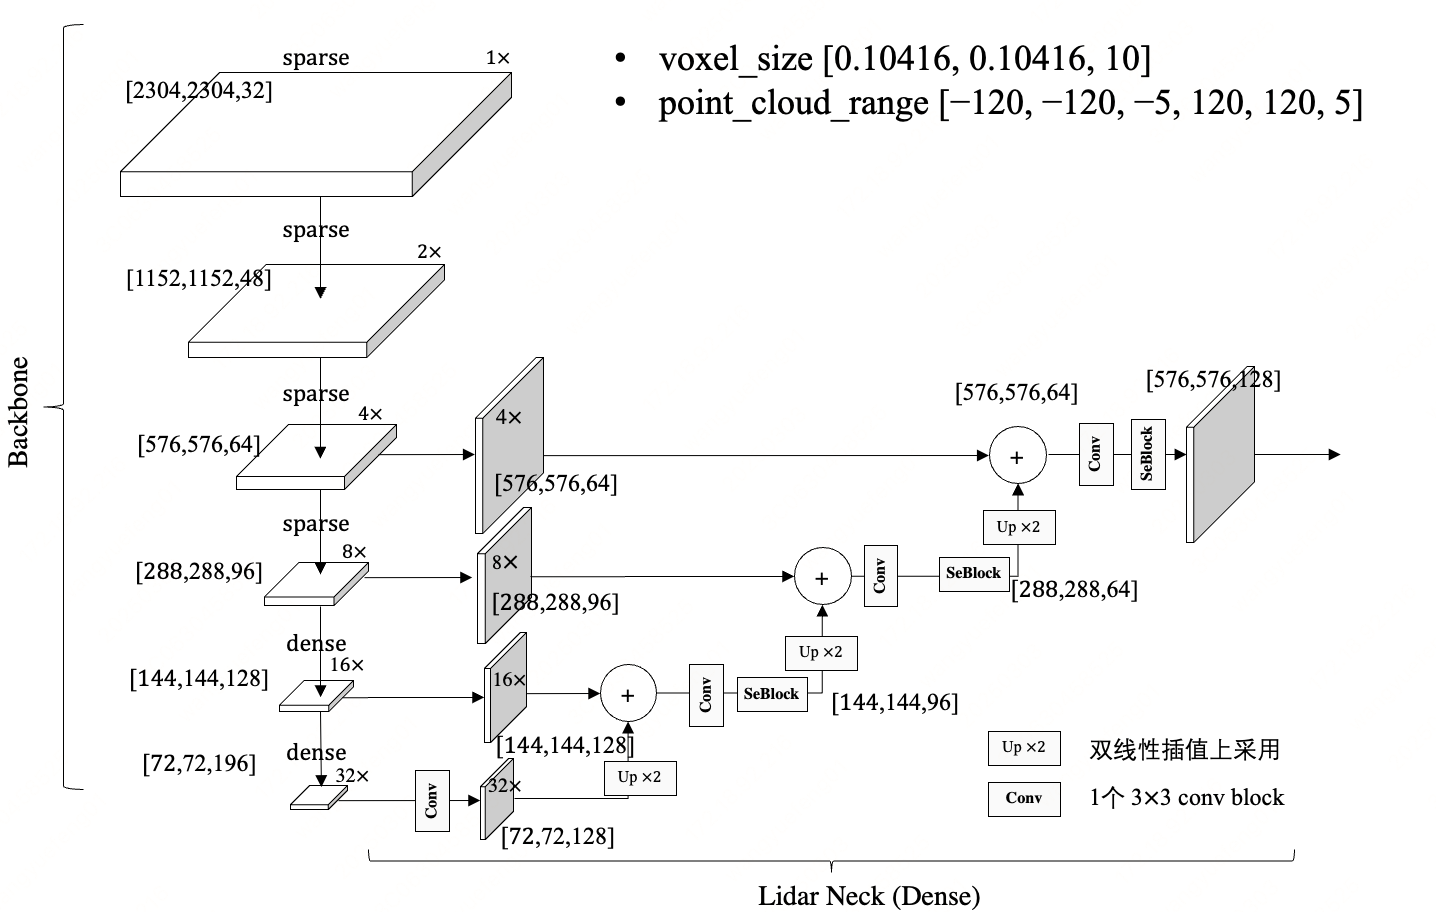 sparse
1×
[2304,2304,32]
• voxel_size [0.10416, 0.10416, 10]
• point_cloud_range [−120, −120, −5, 120, 120, 5]
sparse
2×
[1152,1152,48]
Backbone
sparse
4×
[576,576,64]
4×
[576,576,64]
[576,576,64]
+
Conv
SeBlock
[576,576,128]
sparse
8×
[288,288,96]
8×
[288,288,96]
+
Conv
SeBlock
Up ×2
[288,288,64]
dense
16×
[144,144,128]
16×
[144,144,128]
+
Conv
SeBlock
Up ×2
[144,144,96]
dense
32×
[72,72,196]
Conv
32×
[72,72,128]
Up ×2
Up ×2 双线性插值上采用
Conv 1个 3×3 conv block
Lidar Neck (Dense)